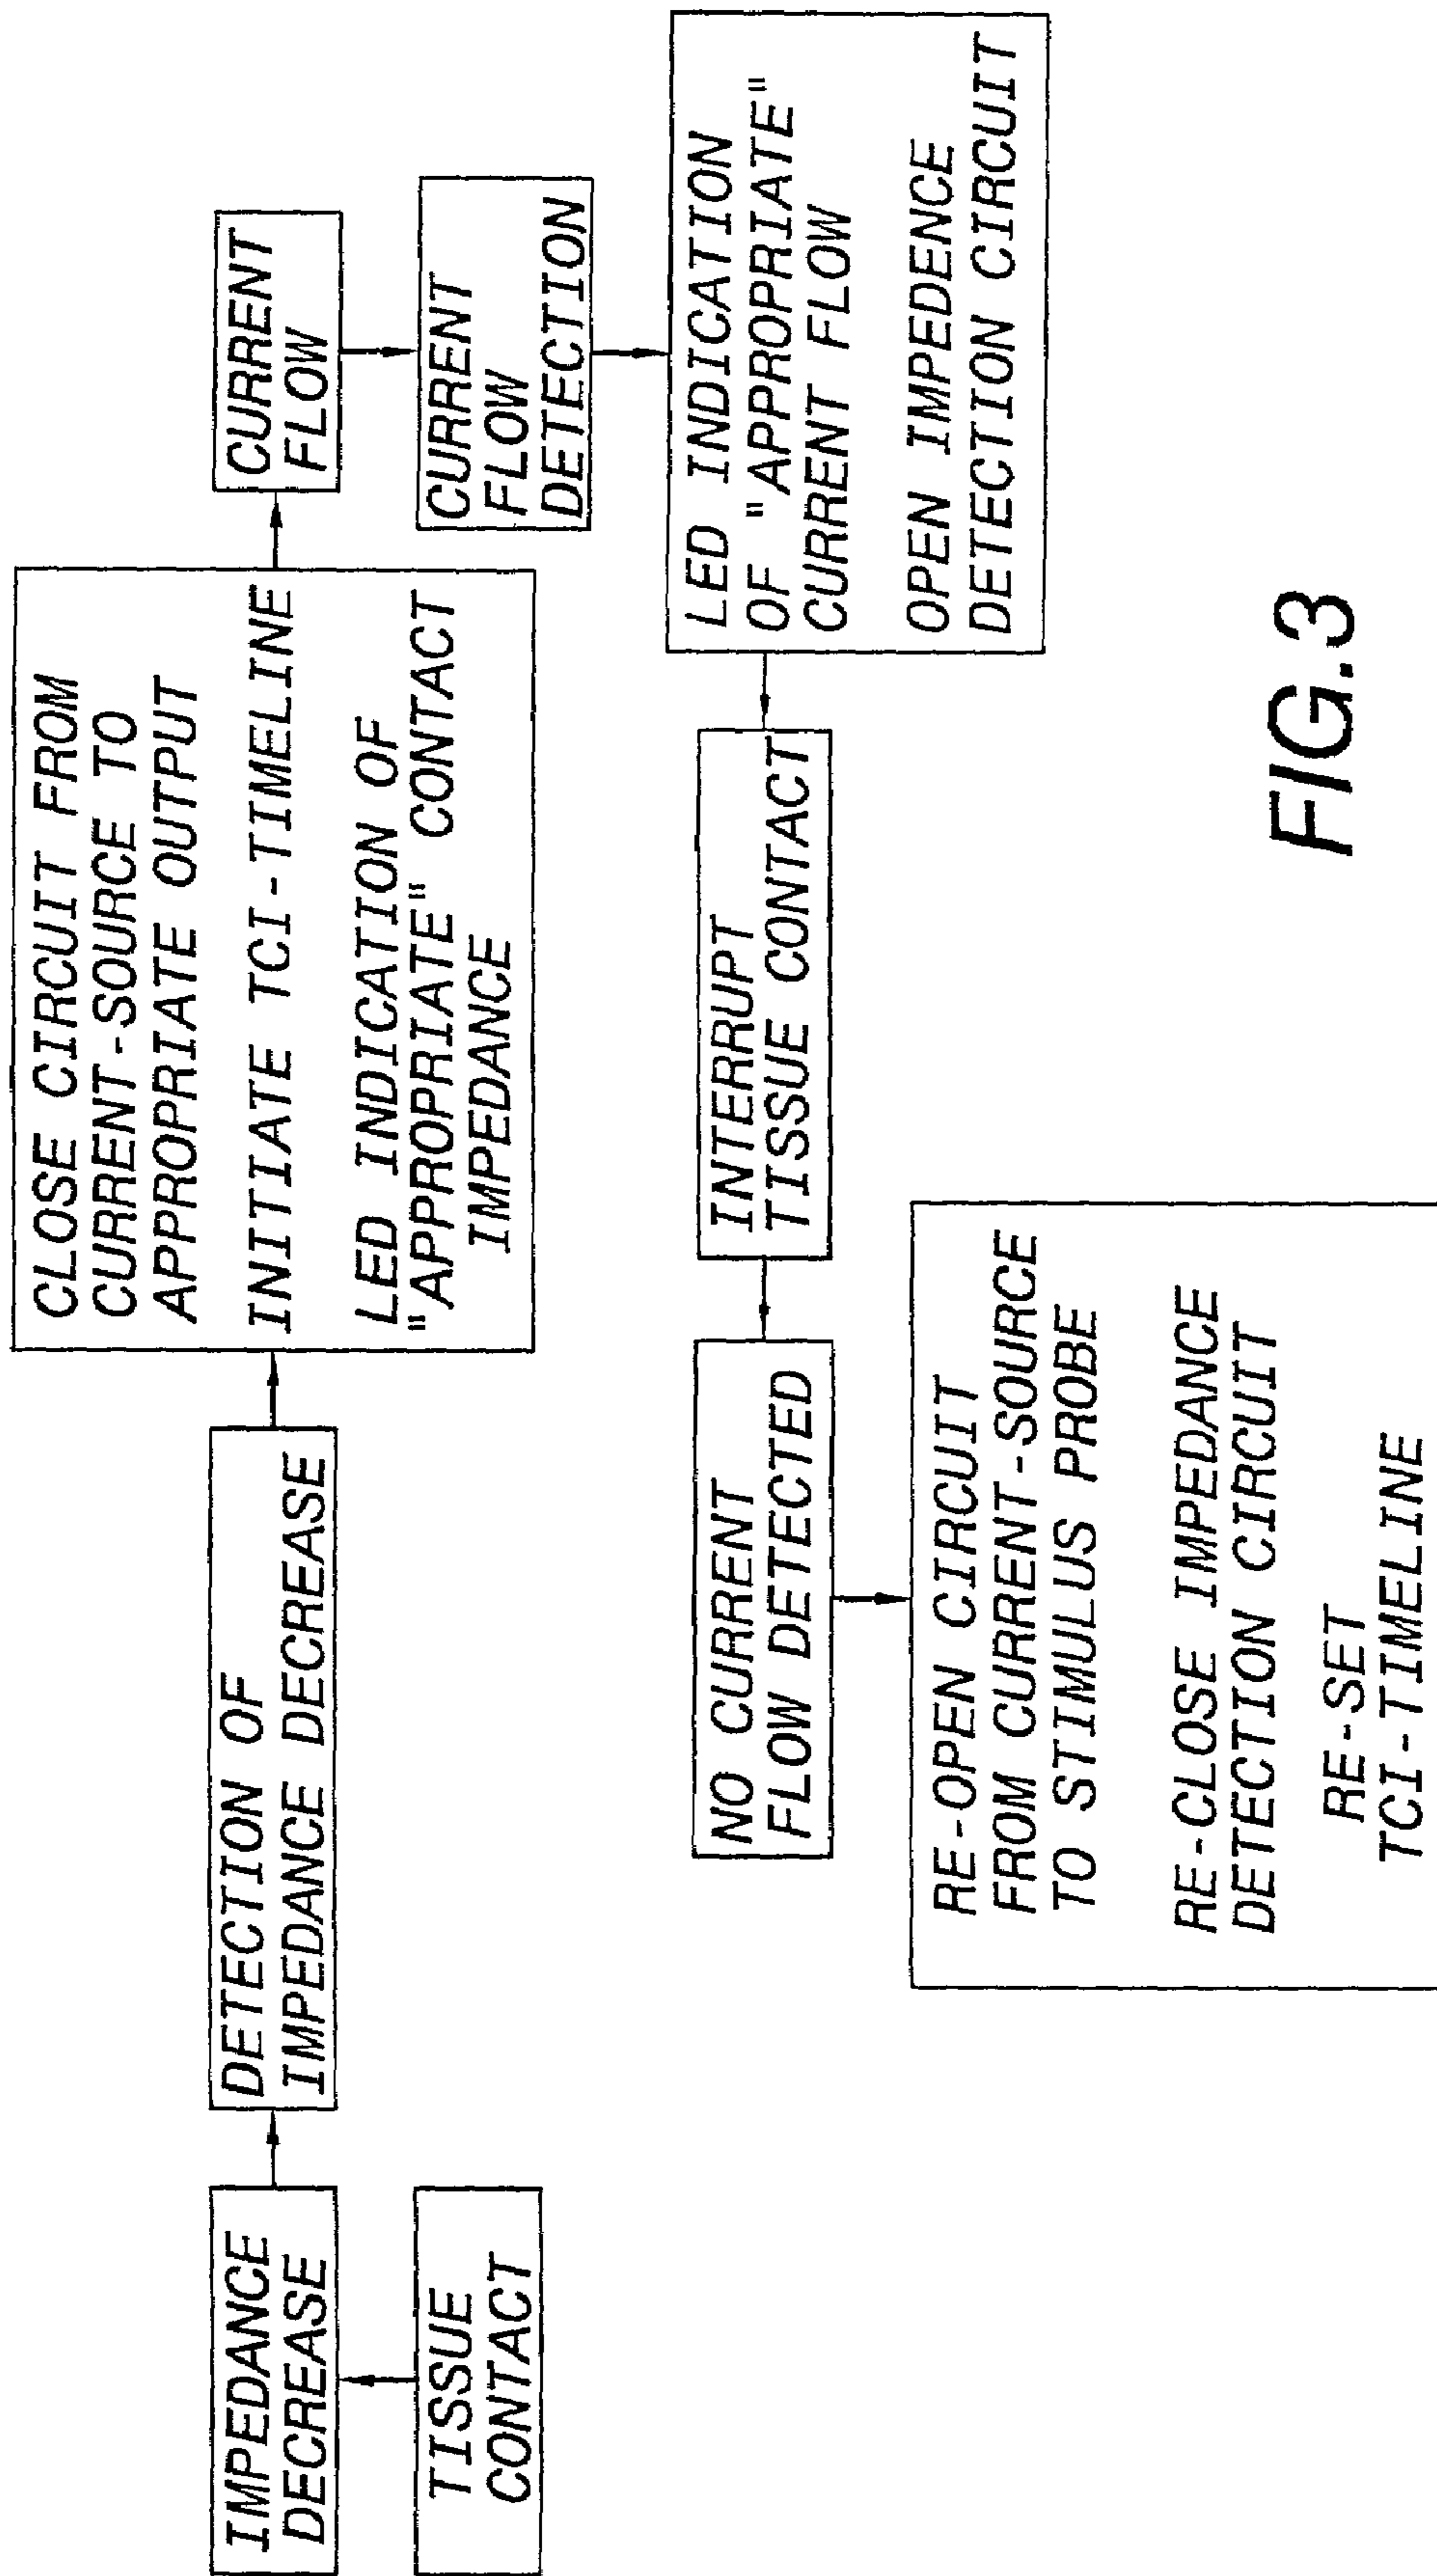 TISSUE
CONTACT
IMPEDANCE
DECREASE
DETECTION OF
IMPEDANCE DECREASE
CLOSE CIRCUIT FROM
CURRENT-SOURCE TO
APPROPRIATE OUTPUT
INITIATE TCI-TIMELINE
LED INDICATION OF
"APPROPRIATE" CONTACT
IMPEDANCE
CURRENT
FLOW
CURRENT
FLOW
DETECTION
LED INDICATION
OF "APPROPRIATE"
CURRENT FLOW
OPEN IMPEDENCE
DETECTION CIRCUIT
INTERRUPT
TISSUE CONTACT
NO CURRENT
FLOW DETECTED
RE-OPEN CIRCUIT
FROM CURRENT-SOURCE
TO STIMULUS PROBE
RE-CLOSE IMPEDANCE
DETECTION CIRCUIT
RE-SET
TCI-TIMELINE
FIG.3